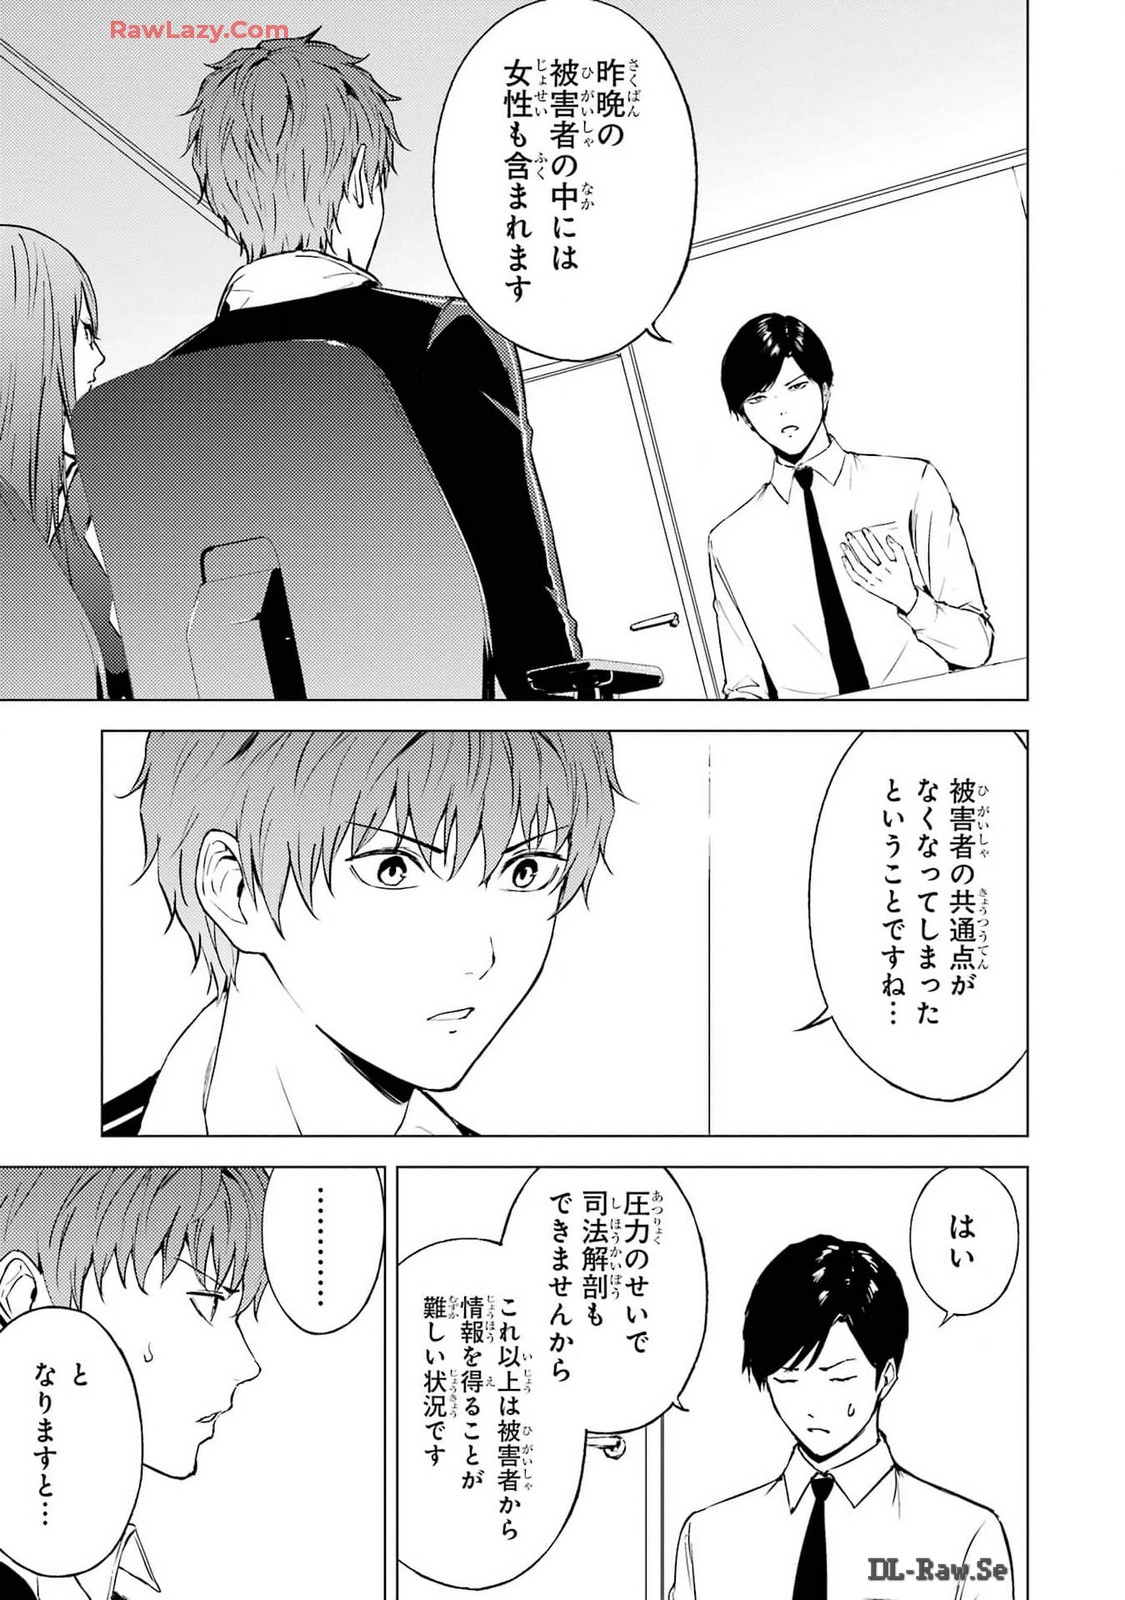 RawLazy.Com
昨晩の
被害者の中には
女性も含まれます
被害者の共通点が
なくなってしまった
ということですね…
はい
圧力のせいで
司法解剖も
できませんから
これ以上は被害者から
情報を得ることが
難しい状況です
………
と
なりますと…
DL-Raw.Se